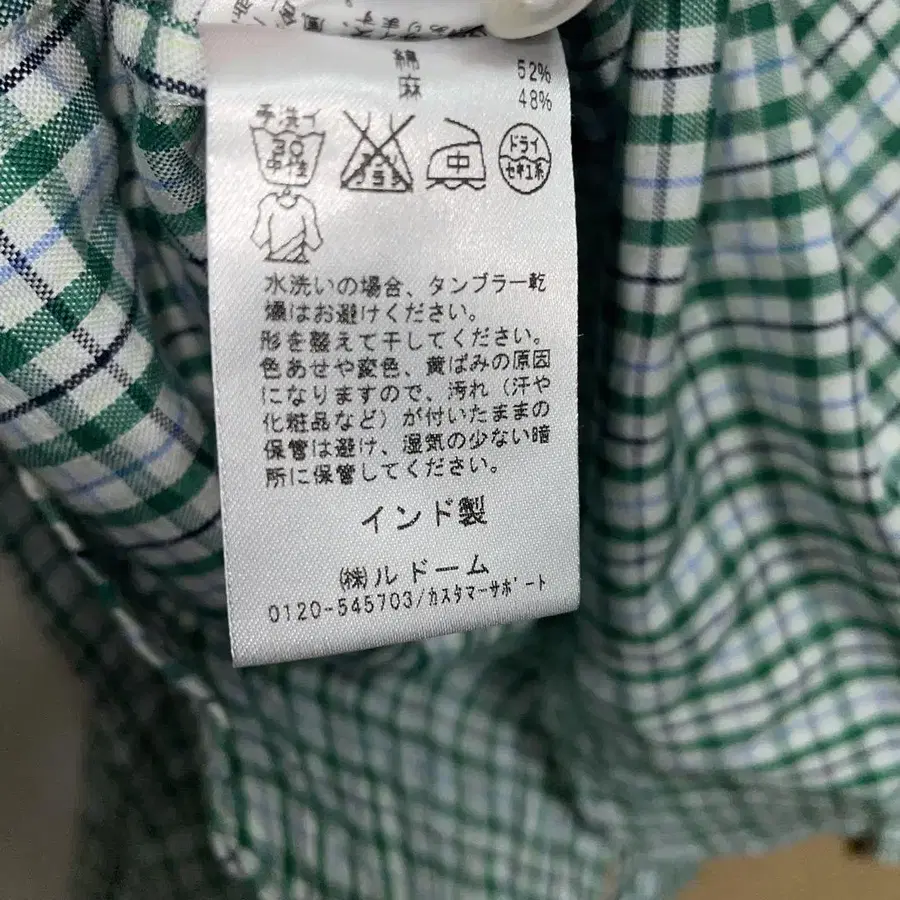 綿 52%
麻 48%
手洗イ
30
中性
エンソ
サラシ
中
ドライ
セキユ系
水洗いの場合、タンブラー乾
燥はお避けください。
形を整えて干してください。
色あせや変色、黄ばみの原因
になりますので、汚れ（汗や
化粧品など）が付いたままの
保管は避け、湿気の少ない暗
所に保管してください。
インド製
㈱ルドーム
0120-545703/ｶｽﾀﾏｰｻﾎﾟｰﾄ